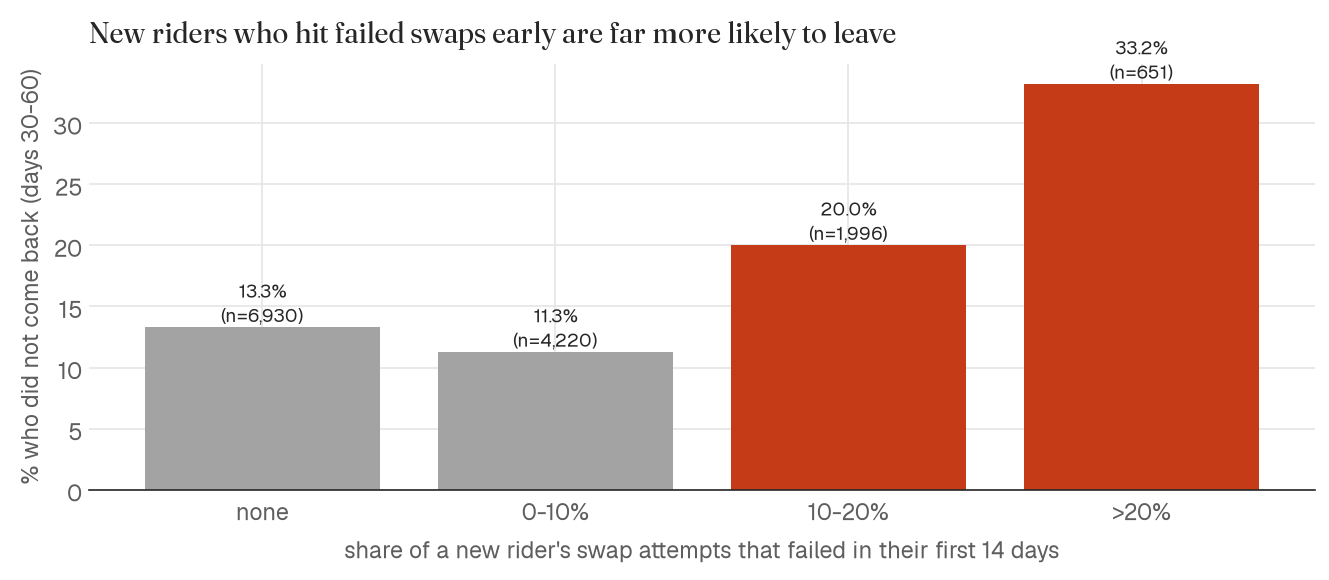 New riders who hit failed swaps early are far more likely to leave
% who did not come back (days 30–60)
30
25
20
15
10
5
0
13.3%
(n=6,930)
11.3%
(n=4,220)
20.0%
(n=1,996)
33.2%
(n=651)
none
0–10%
10–20%
>20%
share of a new rider's swap attempts that failed in their first 14 days